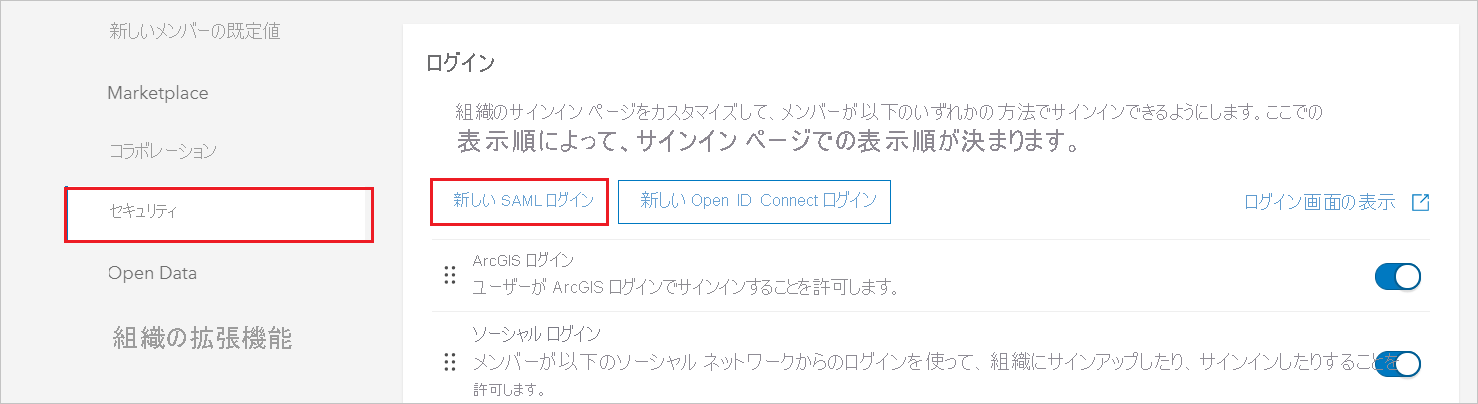 新しいメンバーの既定値
Marketplace
コラボレーション
セキュリティ
Open Data
組織の拡張機能
ログイン
組織のサインイン ページをカスタマイズして、メンバーが以下のいずれかの方法でサインインできるようにします。ここでの
表示順によって、サインイン ページでの表示順が決まります。
新しい SAML ログイン
新しい Open ID Connect ログイン
ログイン画面の表示
ArcGIS ログイン
ユーザーが ArcGIS ログインでサインインすることを許可します。
ソーシャル ログイン
メンバーが以下のソーシャル ネットワークからのログインを使って、組織にサインアップしたり、サインインしたりすることを
許可します。